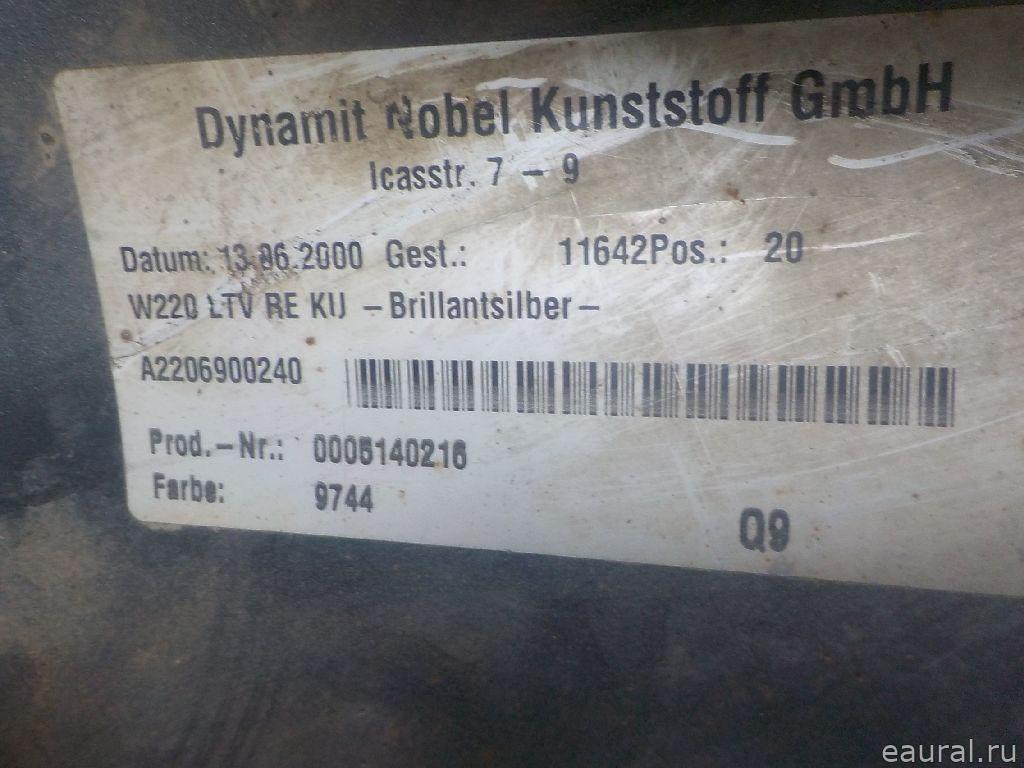 Dynamit Nobel Kunststoff GmbH
Icasstr. 7 – 9
Datum: 13.06.2000 Gest.: 11642Pos.: 20
W220 LTV RE KU –Brillantsilber–
A2206900240
Prod.–Nr.: 0005140216
Farbe: 9744
Q9
eaural.ru